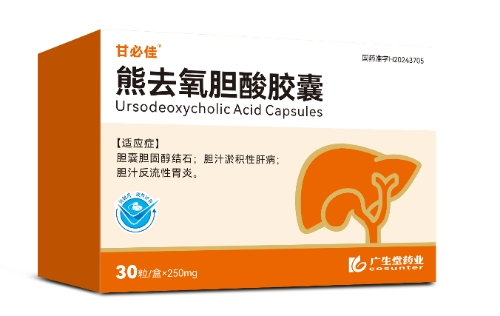 甘必佳®
国药准字H20243705
熊去氧胆酸胶囊
Ursodeoxycholic Acid Capsules
【适应症】
胆囊胆固醇结石；胆汁淤积性肝病；
胆汁反流性胃炎。
30粒/盒×250mg
广生堂药业
cosunter